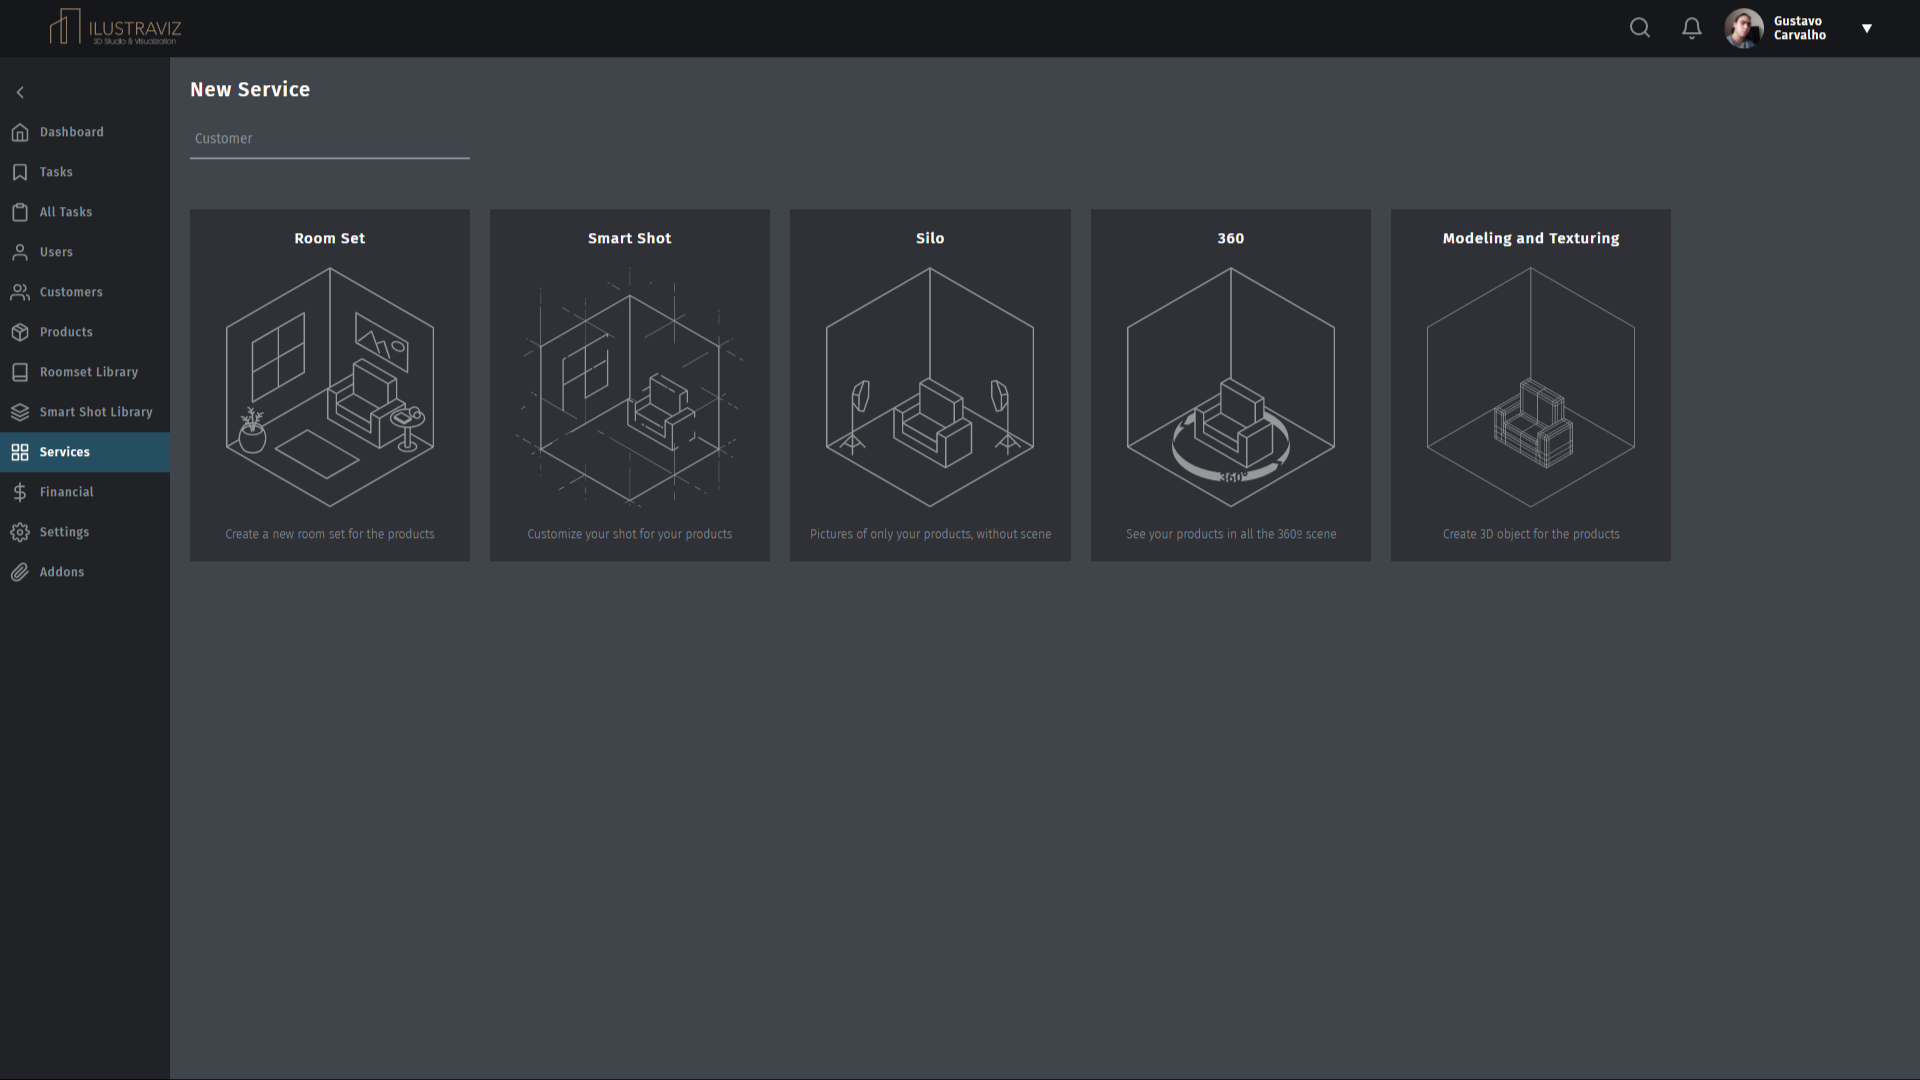 ILUSTRAVIZ
3D Studio & Visualization
Gustavo
Carvalho
Dashboard
Tasks
All Tasks
Users
Customers
Products
Roomset Library
Smart Shot Library
Services
Financial
Settings
Addons
New Service
Customer
Room Set
Create a new room set for the products
Smart Shot
Customize your shot for your products
Silo
Pictures of only your products, without scene
360
360º
See your products in all the 360º scene
Modeling and Texturing
Create 3D object for the products